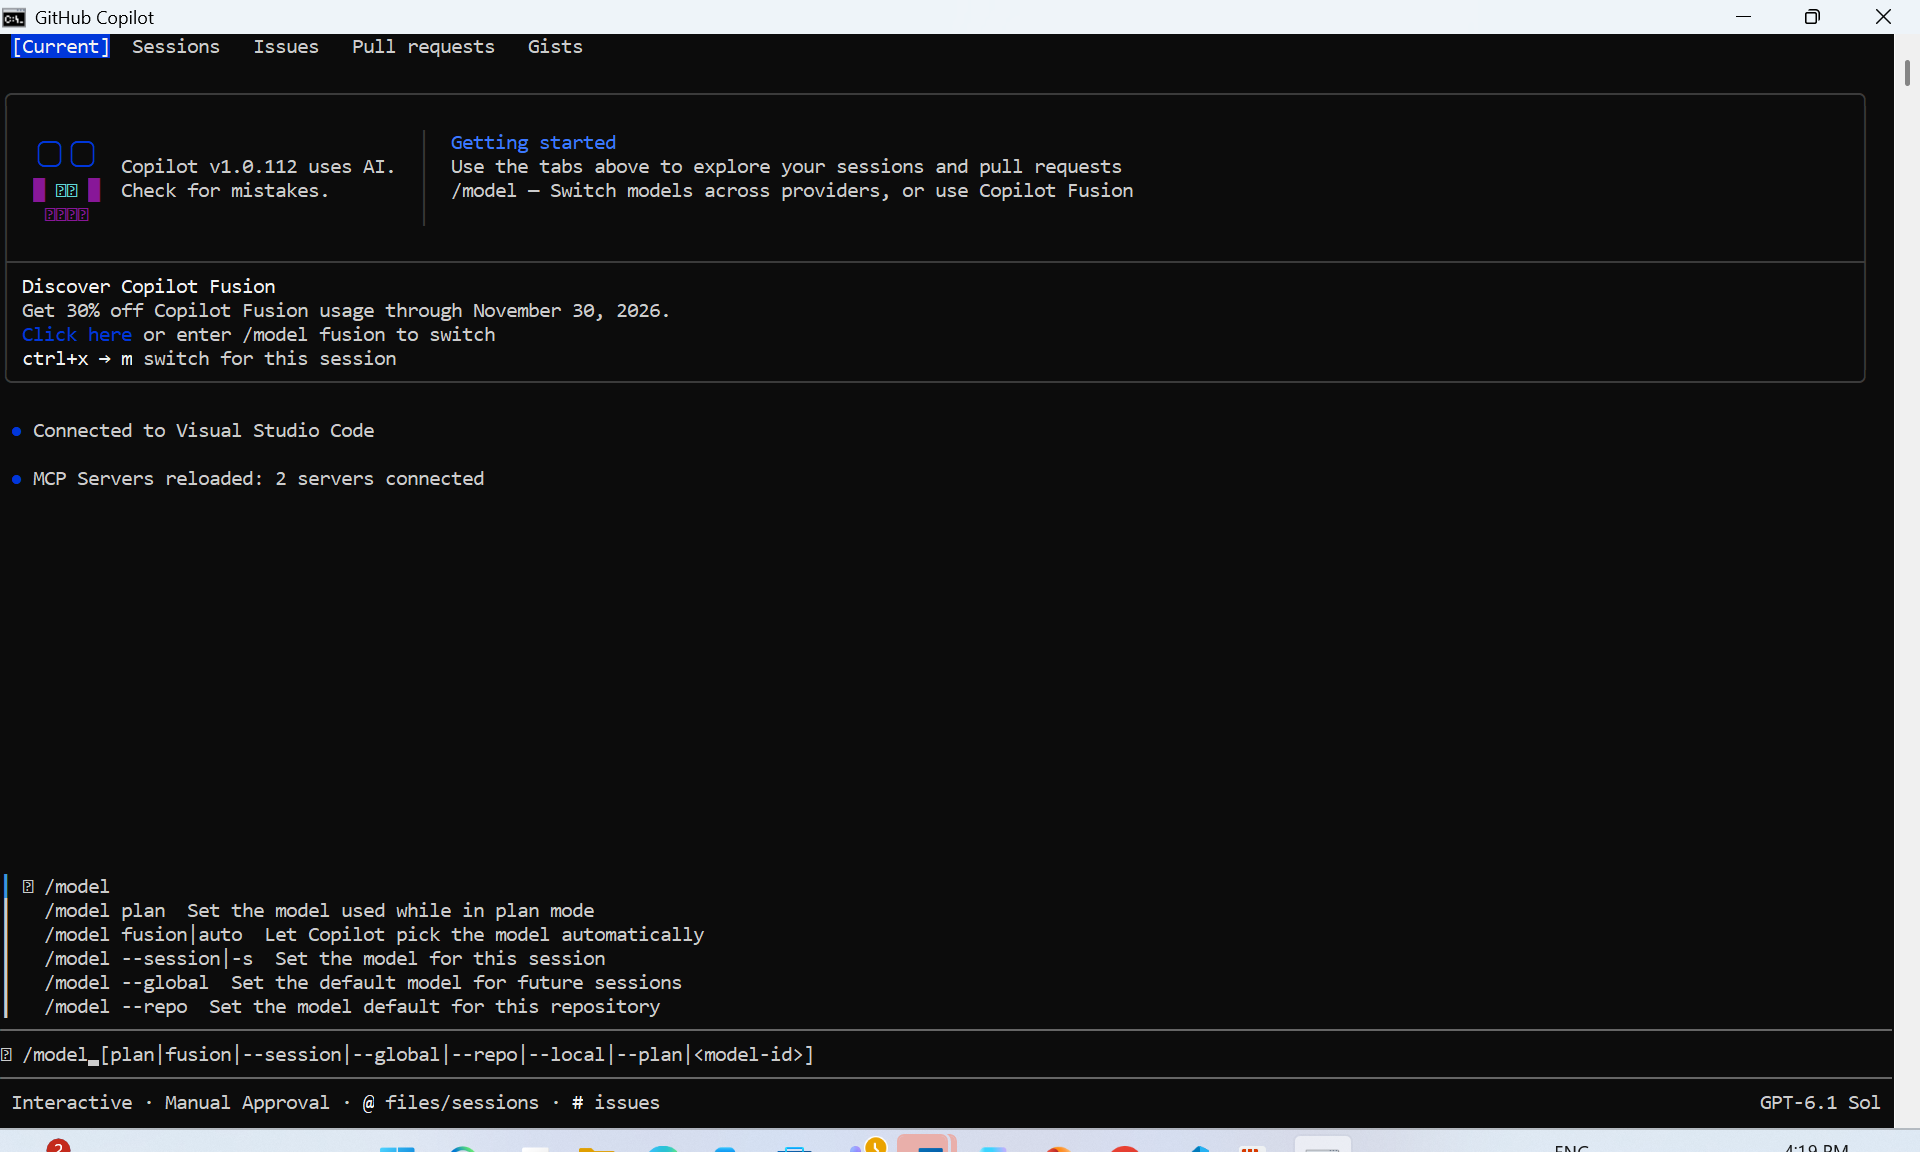 GitHub Copilot
[Current] Sessions Issues Pull requests Gists
Copilot v1.0.112 uses AI.
Check for mistakes.
Getting started
Use the tabs above to explore your sessions and pull requests
/model — Switch models across providers, or use Copilot Fusion
Discover Copilot Fusion
Get 30% off Copilot Fusion usage through November 30, 2026.
Click here or enter /model fusion to switch
ctrl+x → m switch for this session
● Connected to Visual Studio Code
● MCP Servers reloaded: 2 servers connected
/model
/model plan Set the model used while in plan mode
/model fusion|auto Let Copilot pick the model automatically
/model --session|-s Set the model for this session
/model --global Set the default model for future sessions
/model --repo Set the model default for this repository
/model [plan|fusion|--session|--global|--repo|--local|--plan|<model-id>]
Interactive · Manual Approval · @ files/sessions · # issues
GPT-6.1 Sol
2
ENG
4:19 PM